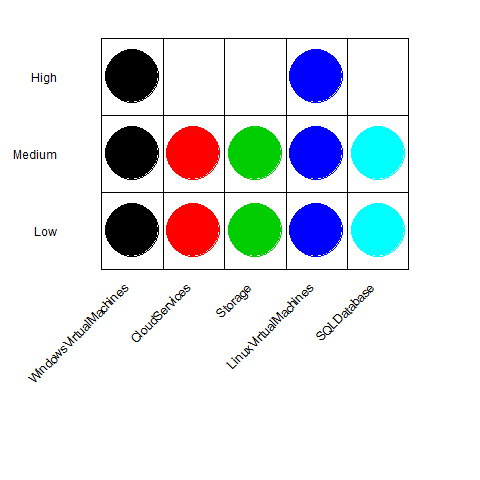 High
Medium
Low
WindowsVirtualMachines
CloudServices
Storage
LinuxVirtualMachines
SQLDatabase